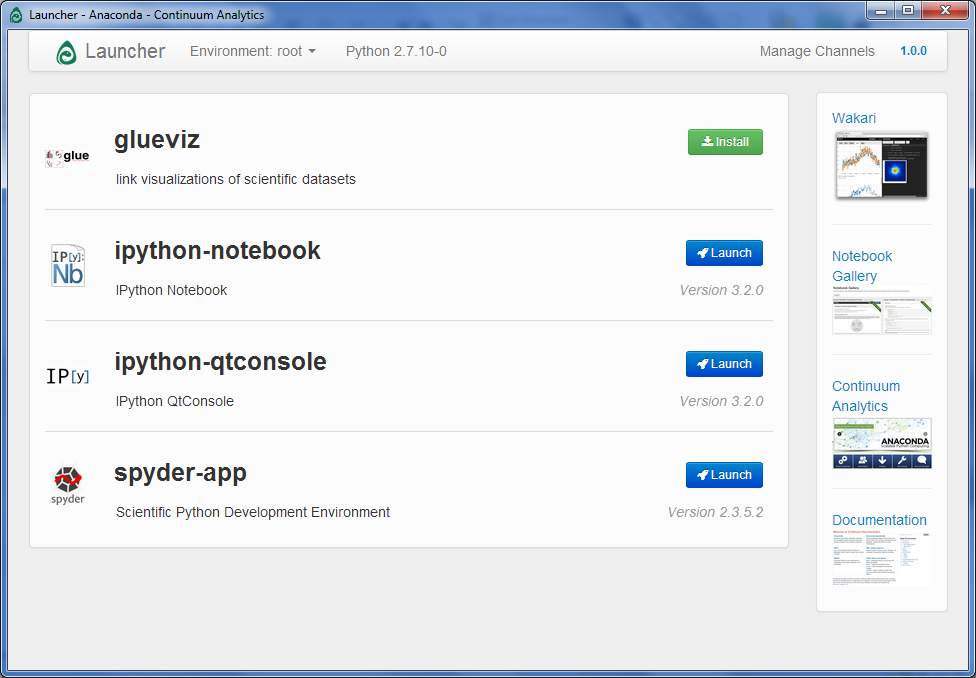 Launcher - Anaconda - Continuum Analytics
Launcher
Environment: root
Python 2.7.10-0
Manage Channels
1.0.0
glue
glueviz
Install
link visualizations of scientific datasets
IP[y]:
Nb
ipython-notebook
Launch
IPython Notebook
Version 3.2.0
IP[y]
ipython-qtconsole
Launch
IPython QtConsole
Version 3.2.0
spyder
spyder-app
Launch
Scientific Python Development Environment
Version 2.3.5.2
Wakari
Notebook
Gallery
Notebook Gallery
Continuum
Analytics
ANACONDA
Scalable Python Computing
Documentation